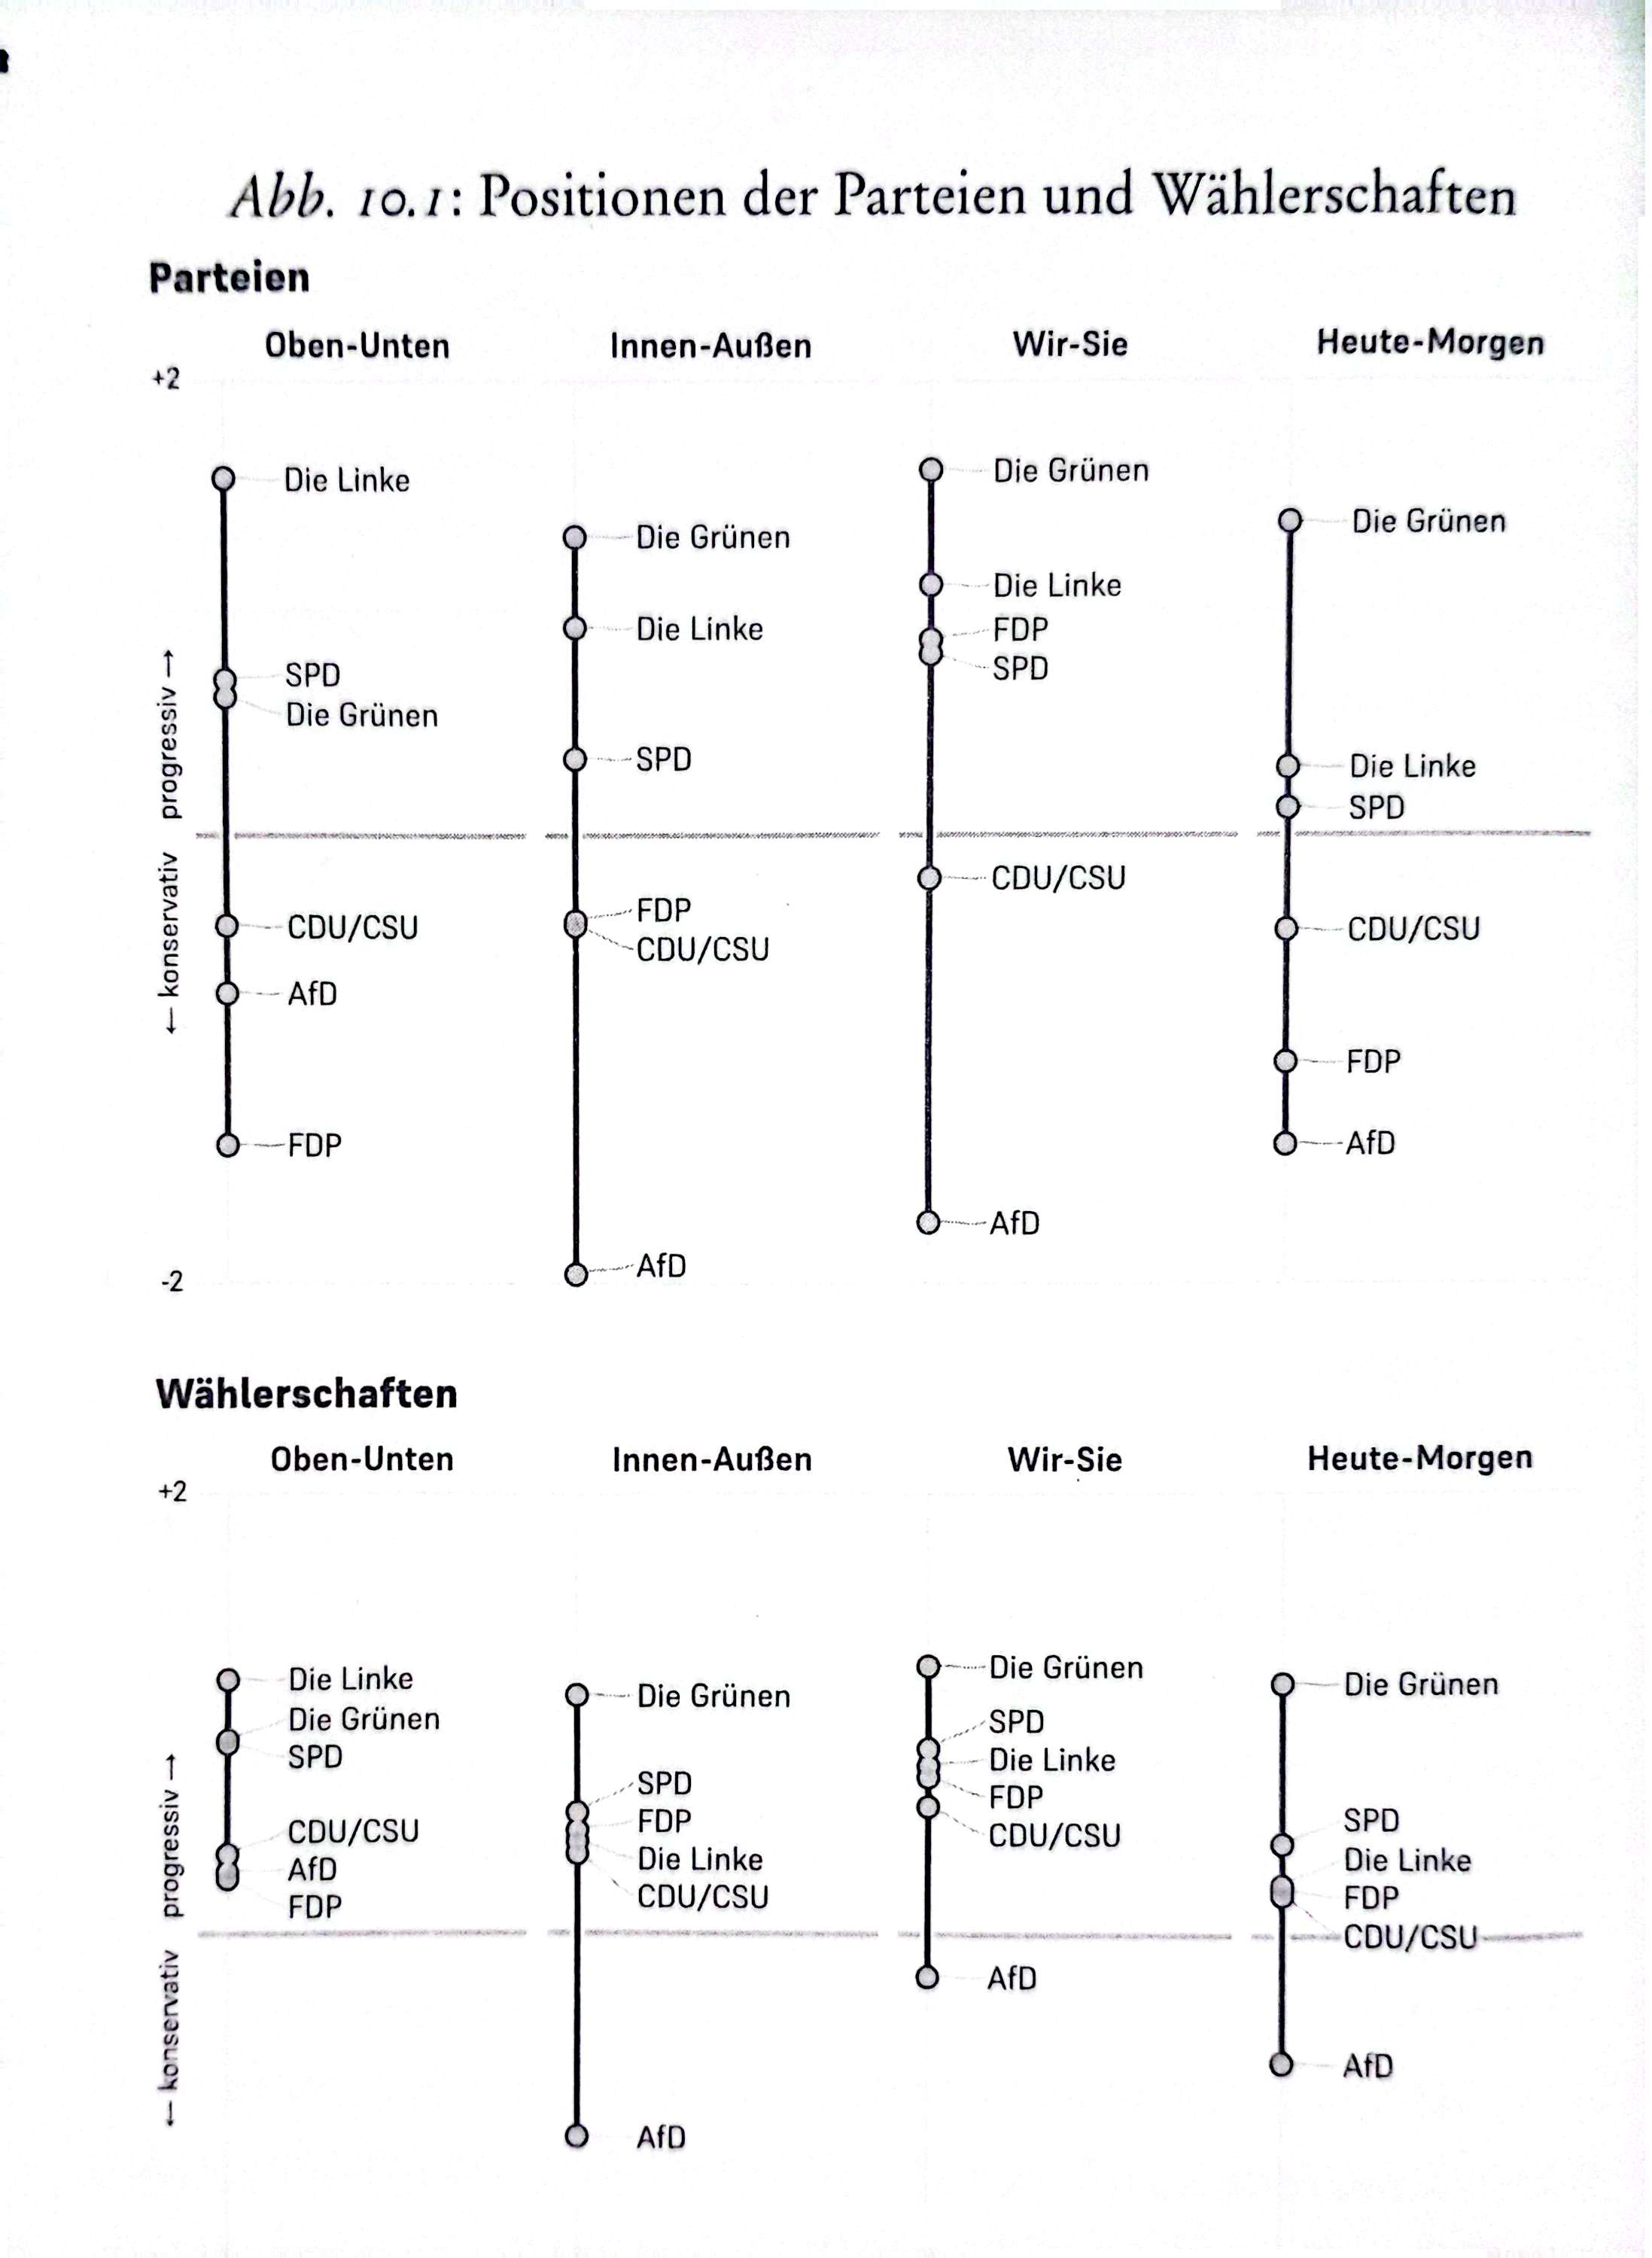 Abb. 10.1: Positionen der Parteien und Wählerschaften
Parteien
Oben-Unten
Innen-Außen
Wir-Sie
Heute-Morgen
+2
← konservativ progressiv →
-2
Die Linke
SPD
Die Grünen
CDU/CSU
AfD
FDP
Die Grünen
Die Linke
SPD
FDP
CDU/CSU
AfD
Die Grünen
Die Linke
FDP
SPD
CDU/CSU
AfD
Die Grünen
Die Linke
SPD
CDU/CSU
FDP
AfD
Wählerschaften
Oben-Unten
Innen-Außen
Wir-Sie
Heute-Morgen
+2
← konservativ progressiv →
Die Linke
Die Grünen
SPD
CDU/CSU
AfD
FDP
Die Grünen
SPD
FDP
Die Linke
CDU/CSU
AfD
Die Grünen
SPD
Die Linke
FDP
CDU/CSU
AfD
Die Grünen
SPD
Die Linke
FDP
CDU/CSU
AfD